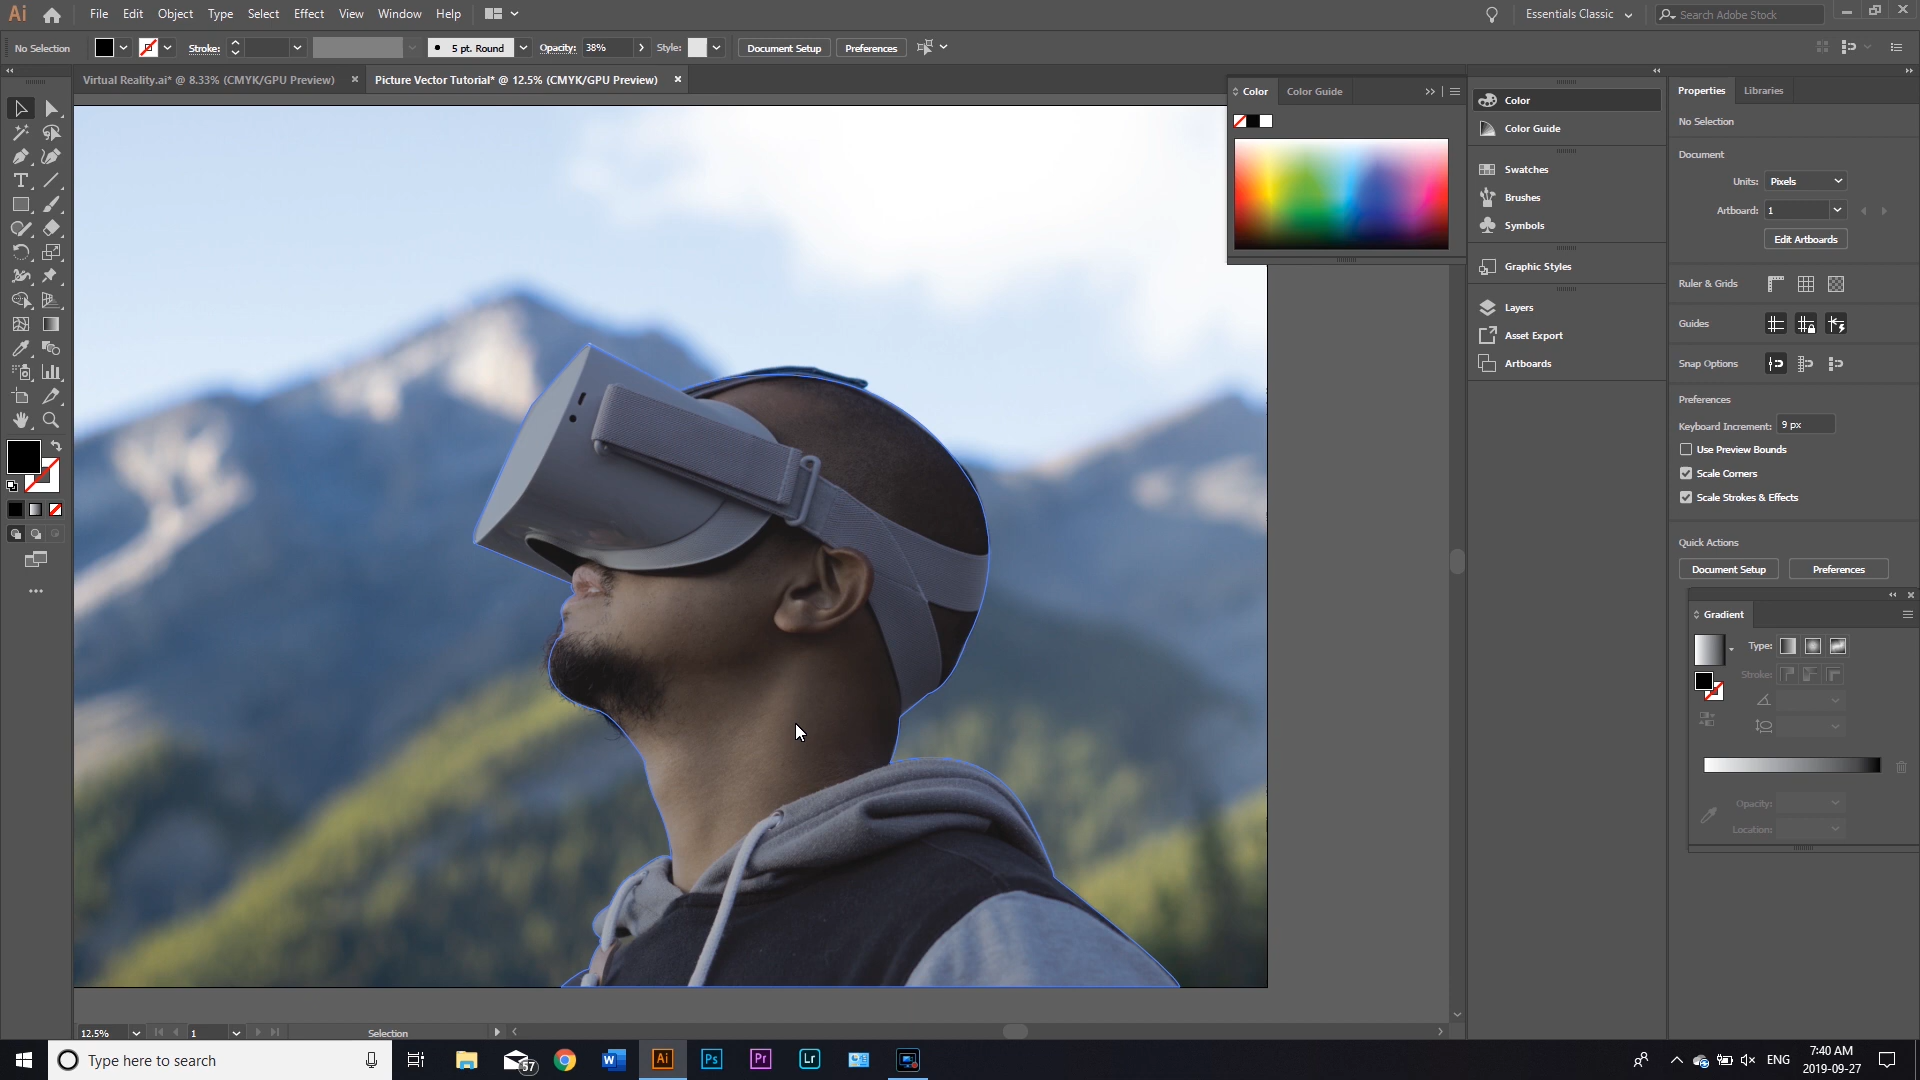 Ai File Edit Object Type Select Effect View Window Help Essentials Classic Search Adobe Stock
No Selection Stroke: 5 pt. Round Opacity: 38% Style: Document Setup Preferences
Virtual Reality.ai* @ 8.33% (CMYK/GPU Preview) Picture Vector Tutorial* @ 12.5% (CMYK/GPU Preview)
Color Color Guide
Color
Color Guide
Swatches
Brushes
Symbols
Graphic Styles
Layers
Asset Export
Artboards
Properties Libraries
No Selection
Document
Units: Pixels
Artboard: 1
Edit Artboards
Ruler & Grids
Guides
Snap Options
Preferences
Keyboard Increment: 9 px
Use Preview Bounds
Scale Corners
Scale Strokes & Effects
Quick Actions
Document Setup Preferences
Gradient
Type:
Stroke:
Opacity:
Location:
12.5% 1 Selection
Type here to search 57 W Ai Ps Pr Lr ENG 7:40 AM
2019-09-27